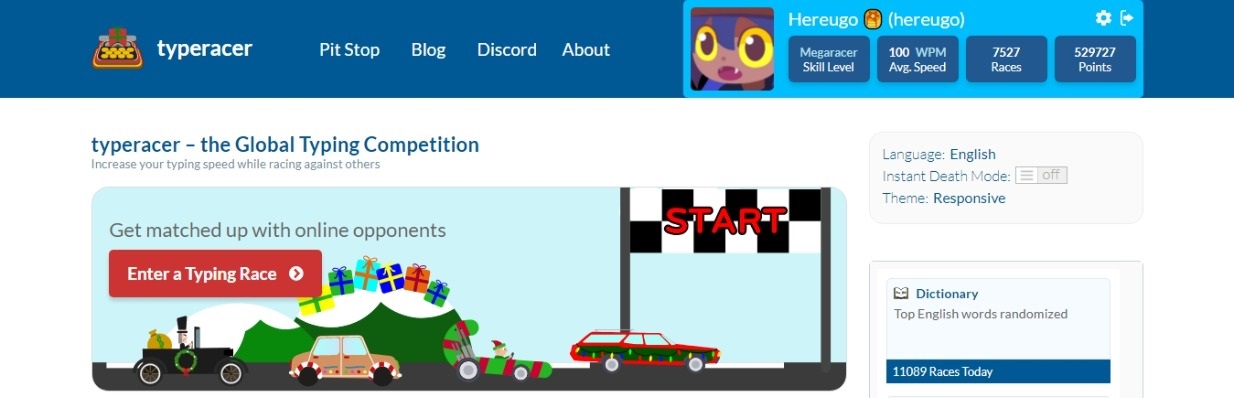 typeracer
Pit Stop Blog Discord About
Hereugo (hereugo)
Megaracer
Skill Level
100 WPM
Avg. Speed
7527
Races
529727
Points
typeracer – the Global Typing Competition
Increase your typing speed while racing against others
Get matched up with online opponents
Enter a Typing Race
START
Language: English
Instant Death Mode: off
Theme: Responsive
Dictionary
Top English words randomized
11089 Races Today